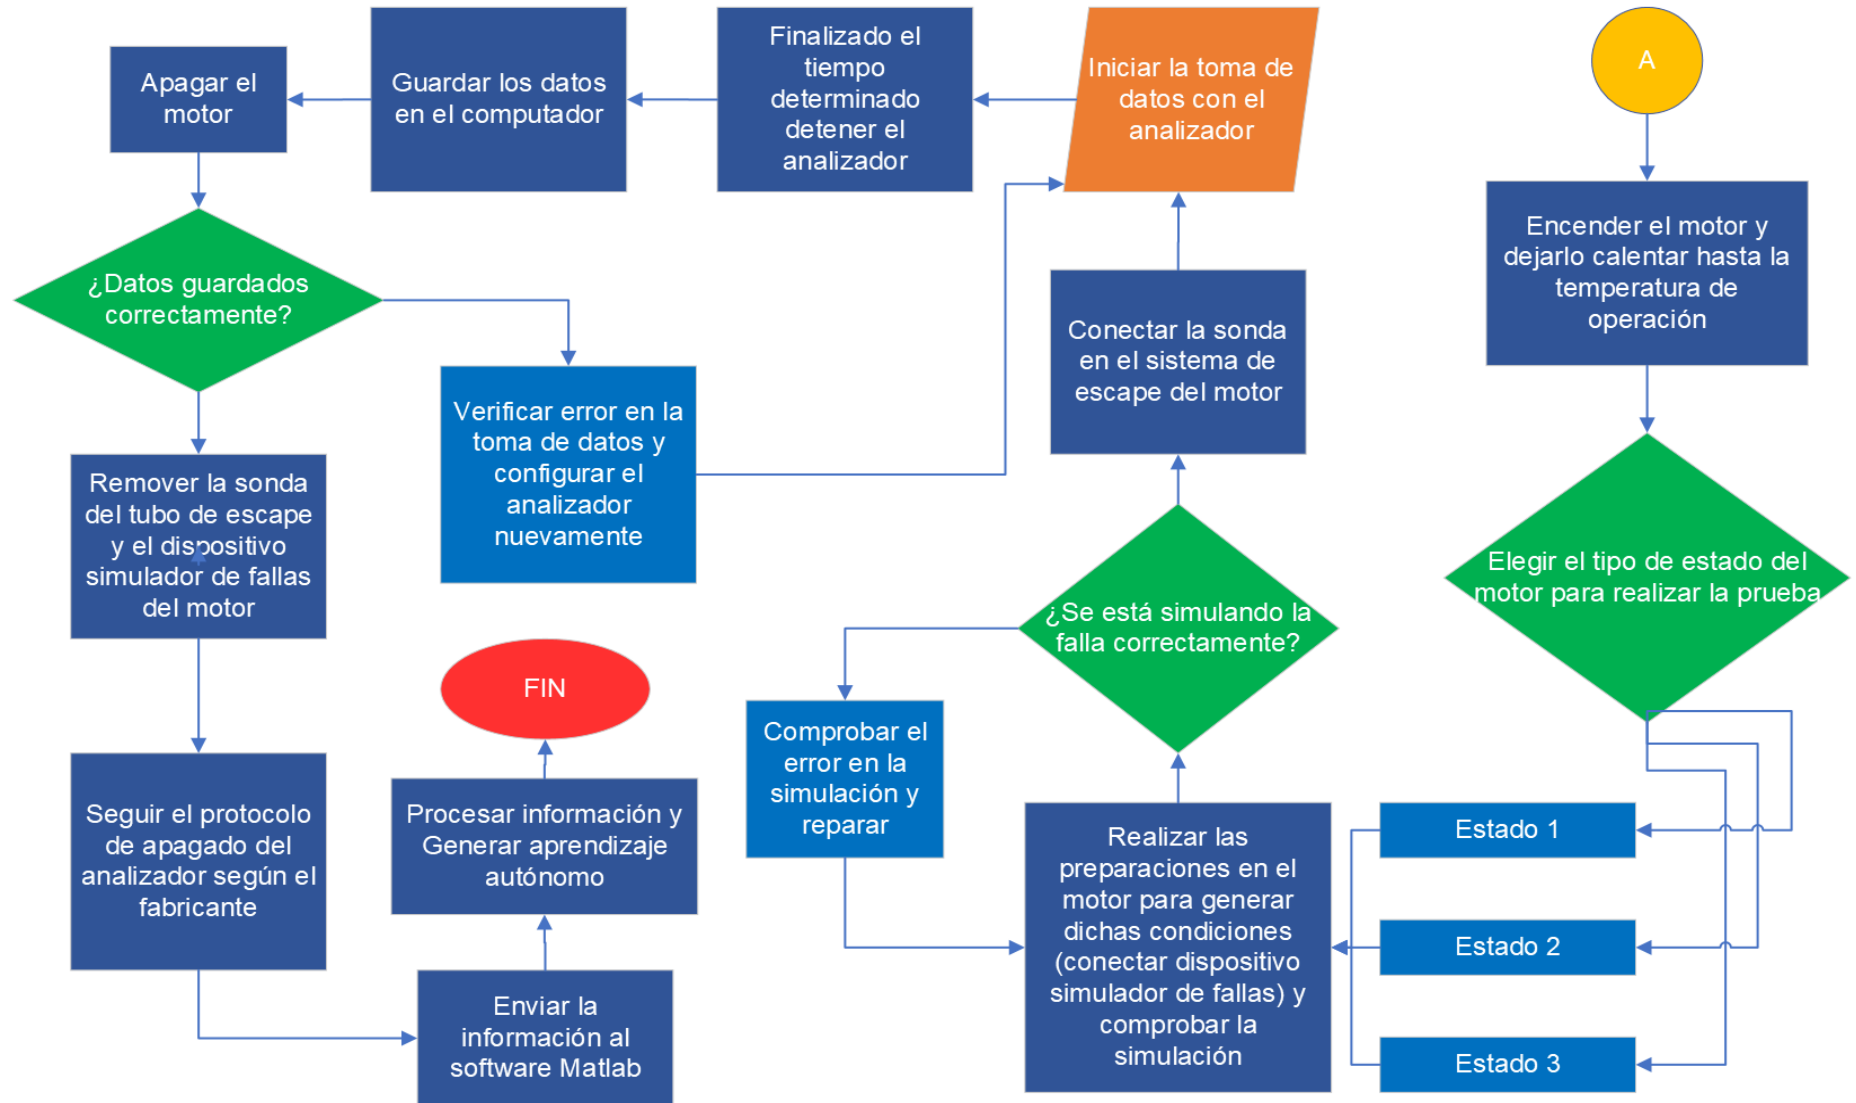 Apagar el
motor
Guardar los datos
en el computador
Finalizado el
tiempo
determinado
detener el
analizador
Iniciar la toma de
datos con el
analizador
A
Encender el motor y
dejarlo calentar hasta la
temperatura de
operación
¿Datos guardados
correctamente?
Verificar error en la
toma de datos y
configurar el
analizador
nuevamente
Conectar la sonda
en el sistema de
escape del motor
Elegir el tipo de estado del
motor para realizar la prueba
Remover la sonda
del tubo de escape
y el dispositivo
simulador de fallas
del motor
¿Se está simulando la
falla correctamente?
FIN
Comprobar el
error en la
simulación y
reparar
Seguir el protocolo
de apagado del
analizador según el
fabricante
Procesar información y
Generar aprendizaje
autónomo
Realizar las
preparaciones en el
motor para generar
dichas condiciones
(conectar dispositivo
simulador de fallas) y
comprobar la
simulación
Estado 1
Estado 2
Estado 3
Enviar la
información al
software Matlab